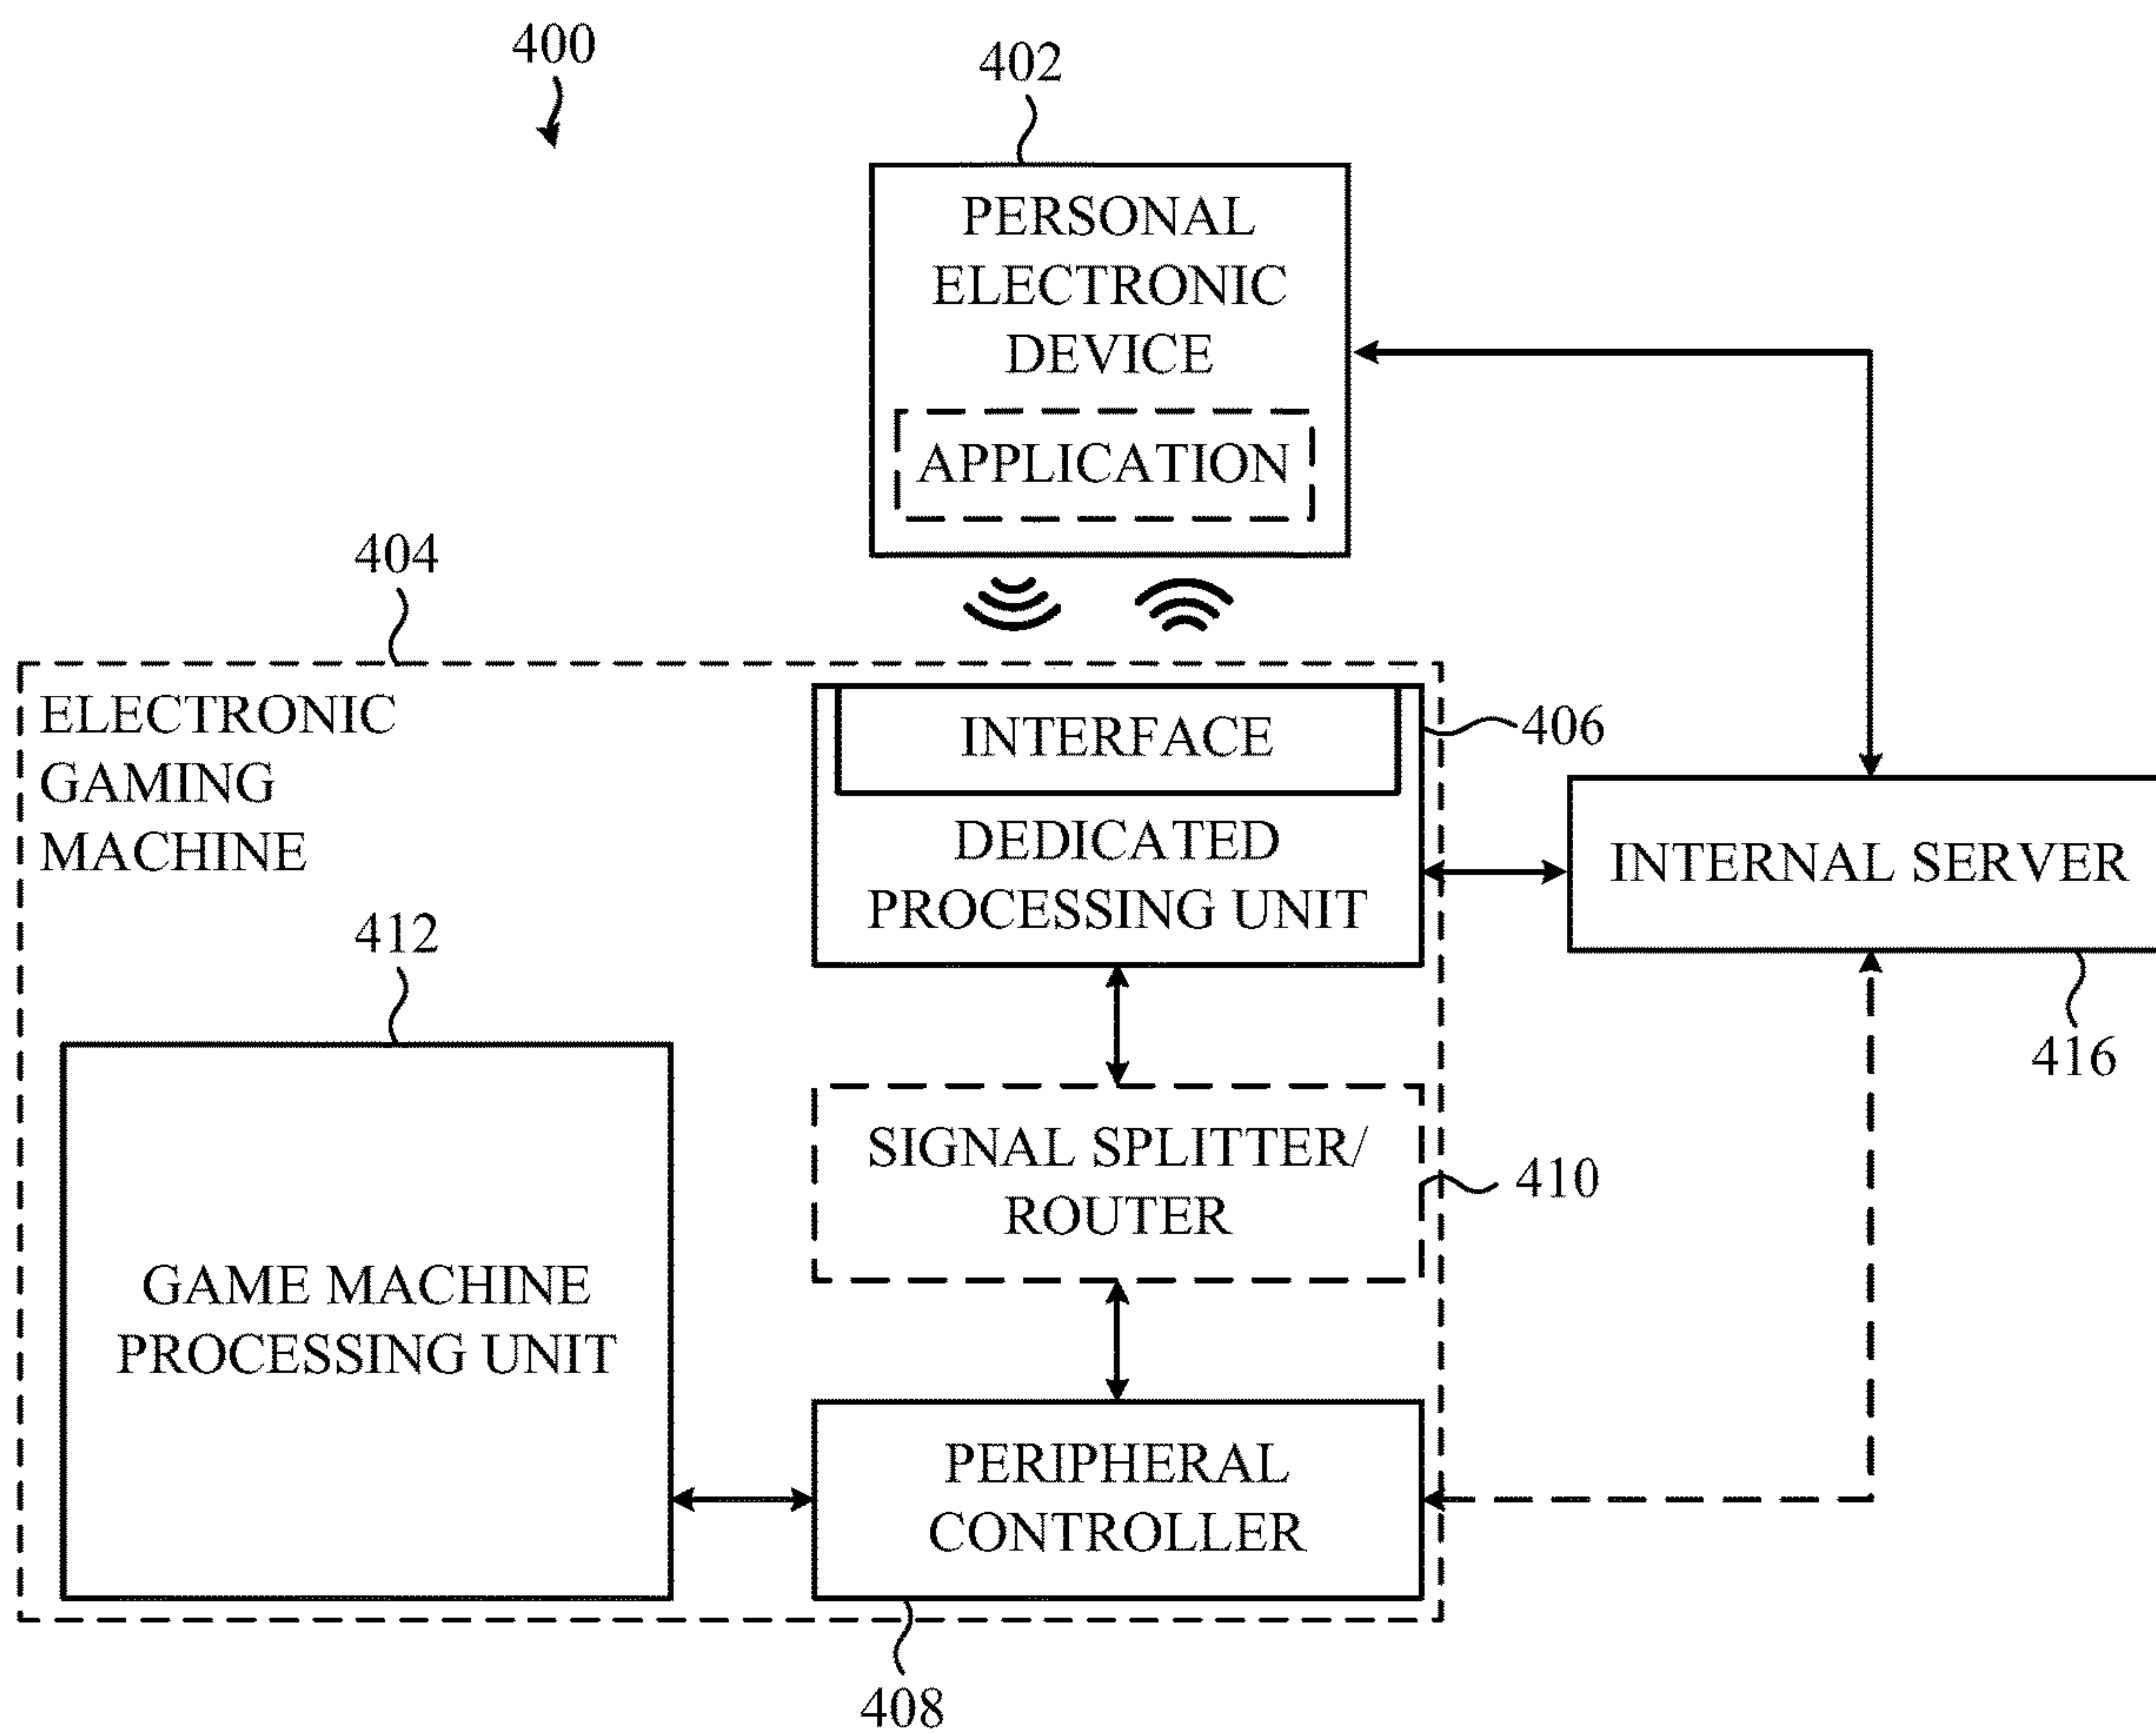 400
402
PERSONAL
ELECTRONIC
DEVICE
APPLICATION
404
ELECTRONIC
GAMING
MACHINE
INTERFACE
406
DEDICATED
PROCESSING UNIT
INTERNAL SERVER
416
412
GAME MACHINE
PROCESSING UNIT
SIGNAL SPLITTER/
ROUTER
410
PERIPHERAL
CONTROLLER
408